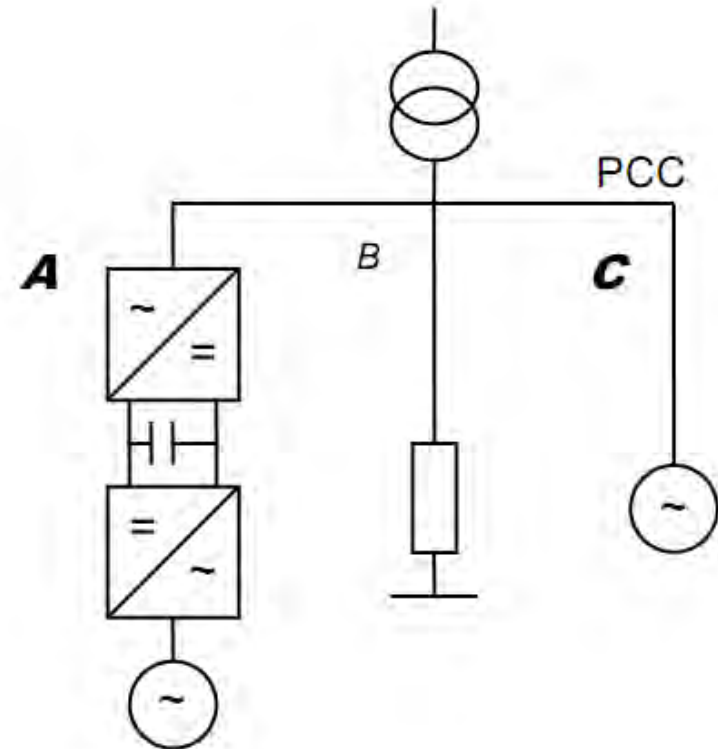 PCC
A
B
C
~
=
=
~
~
~